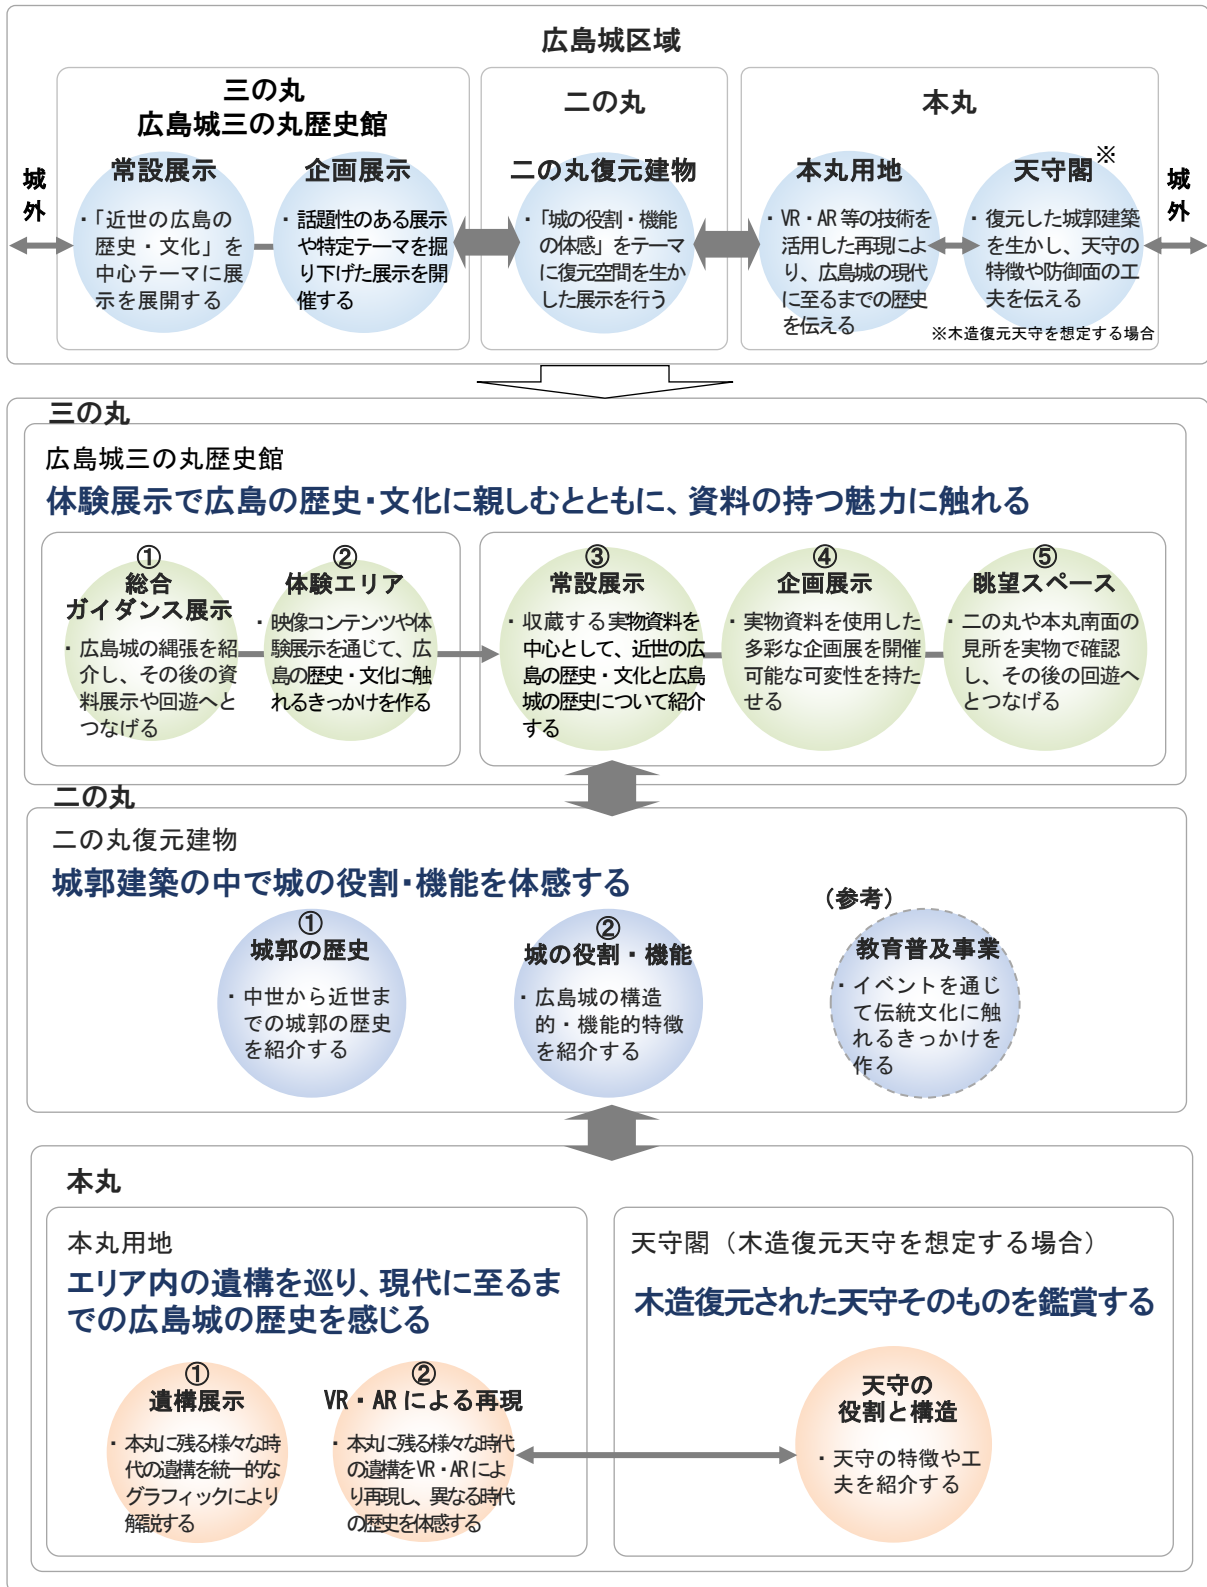 広島城区域
三の丸
広島城三の丸歴史館
二の丸
本丸
城外
常設展示
・「近世の広島の
歴史・文化」を
中心テーマに展
示を展開する
企画展示
・話題性のある展示
や特定テーマを掘
り下げた展示を開
催する
二の丸復元建物
・「城の役割・機能
の体感」をテーマ
に復元空間を生か
した展示を行う
本丸用地
・VR・AR 等の技術を
活用した再現によ
り、広島城の現代
に至るまでの歴史
を伝える
天守閣※
・復元した城郭建築
を生かし、天守の
特徴や防御面の工
夫を伝える
城外
※木造復元天守を想定する場合
三の丸
広島城三の丸歴史館
体験展示で広島の歴史・文化に親しむとともに、資料の持つ魅力に触れる
①
総合
ガイダンス展示
・広島城の縄張を紹
介し、その後の資
料展示や回遊へと
つなげる
②
体験エリア
・映像コンテンツや体
験展示を通じて、広
島の歴史・文化に触
れるきっかけを作る
③
常設展示
・収蔵する実物資料を
中心として、近世の広
島の歴史・文化と広島
城の歴史について紹介
する
④
企画展示
・実物資料を使用した
多彩な企画展を開催
可能な可変性を持た
せる
⑤
眺望スペース
・二の丸や本丸南面の
見所を実物で確認
し、その後の回遊へ
とつなげる
二の丸
二の丸復元建物
城郭建築の中で城の役割・機能を体感する
①
城郭の歴史
・中世から近世ま
での城郭の歴史
を紹介する
②
城の役割・機能
・広島城の構造
的・機能的特徴
を紹介する
（参考）
教育普及事業
・イベントを通じ
て伝統文化に触
れるきっかけを
作る
本丸
本丸用地
エリア内の遺構を巡り、現代に至るま
での広島城の歴史を感じる
①
遺構展示
・本丸に残る様々な時
代の遺構を統一的な
グラフィックにより
解説する
②
VR・AR による再現
・本丸に残る様々な時代
の遺構を VR・AR によ
り再現し、異なる時代
の歴史を体感する
天守閣（木造復元天守を想定する場合）
木造復元された天守そのものを鑑賞する
天守の
役割と構造
・天守の特徴や工
夫を紹介する